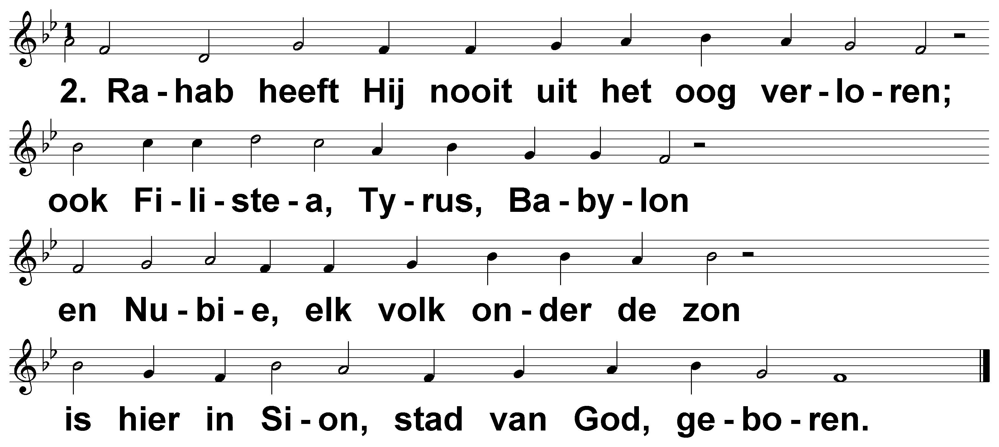 1
2. Ra - hab heeft Hij nooit uit het oog ver - lo - ren;
ook Fi - li - ste - a, Ty - rus, Ba - by - lon
en Nu - bi - e, elk volk on - der de zon
is hier in Si - on, stad van God, ge - bo - ren.